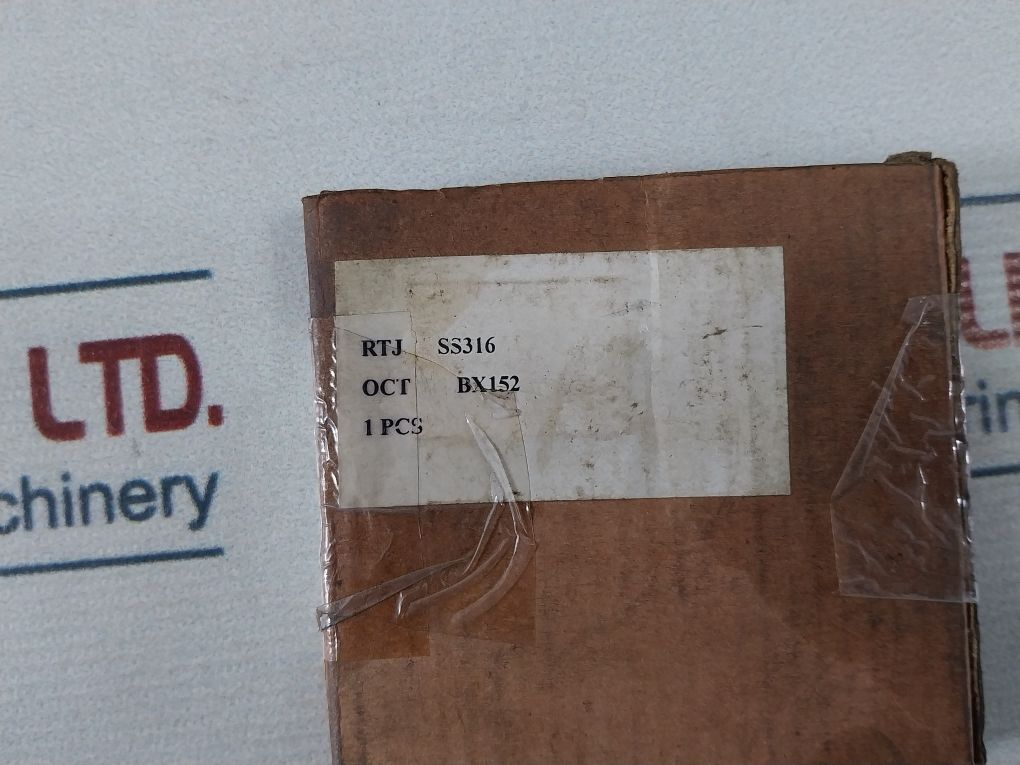 RTJ SS316
OCT BX152
1 PCS
LTD.
chinery